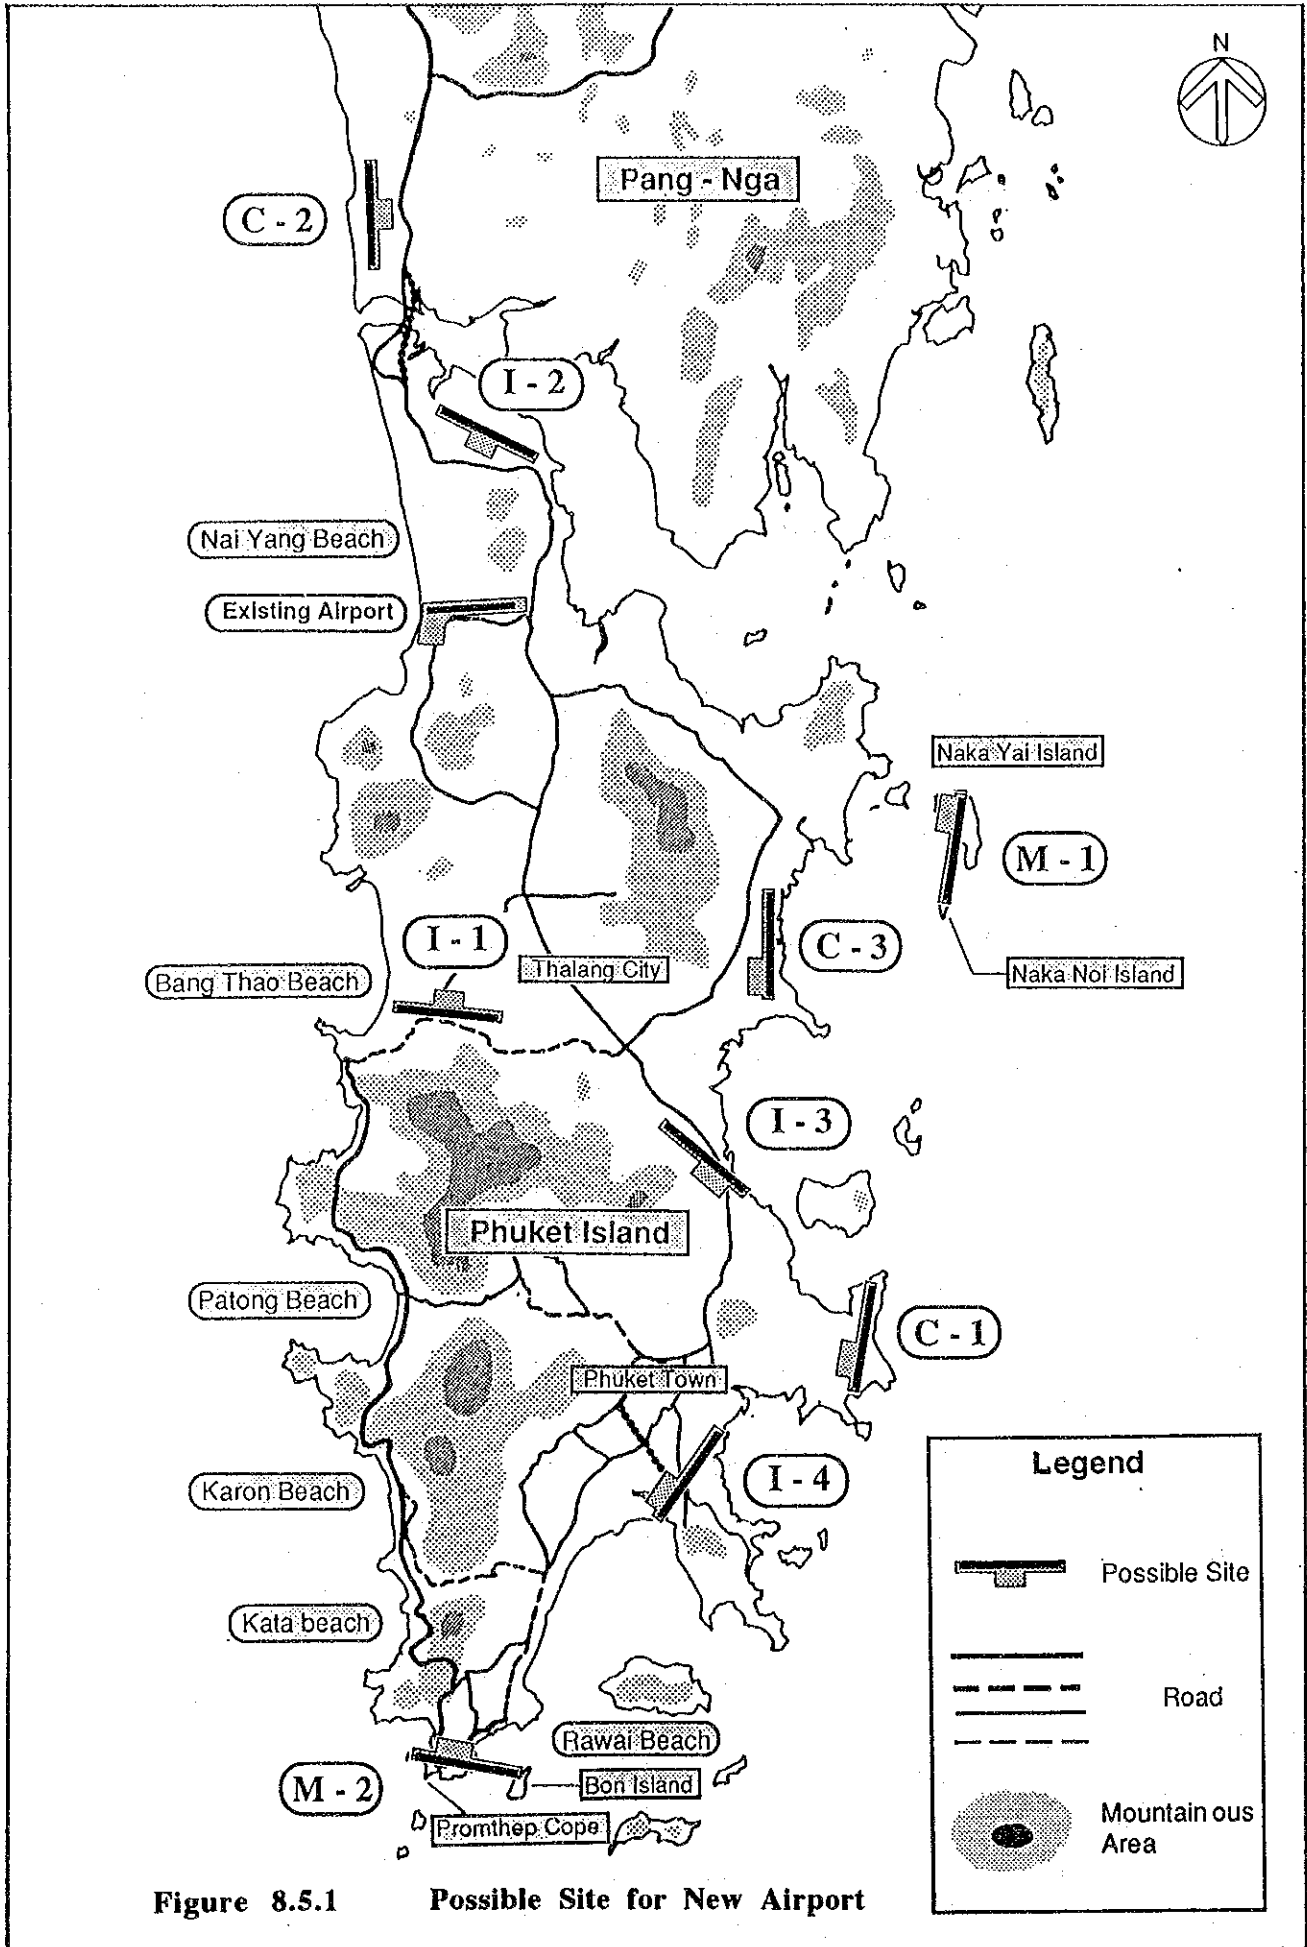 N
Pang - Nga
C - 2
I - 2
Nai Yang Beach
Existing Airport
Naka Yai Island
M - 1
I - 1
C - 3
Thalang City
Bang Thao Beach
Naka Noi Island
I - 3
Phuket Island
Patong Beach
C - 1
Phuket Town
Legend
Karon Beach
I - 4
Possible Site
Kata beach
Road
Rawai Beach
M - 2
Bon Island
Promthep Cope
Mountain ous
Area
Figure 8.5.1 Possible Site for New Airport